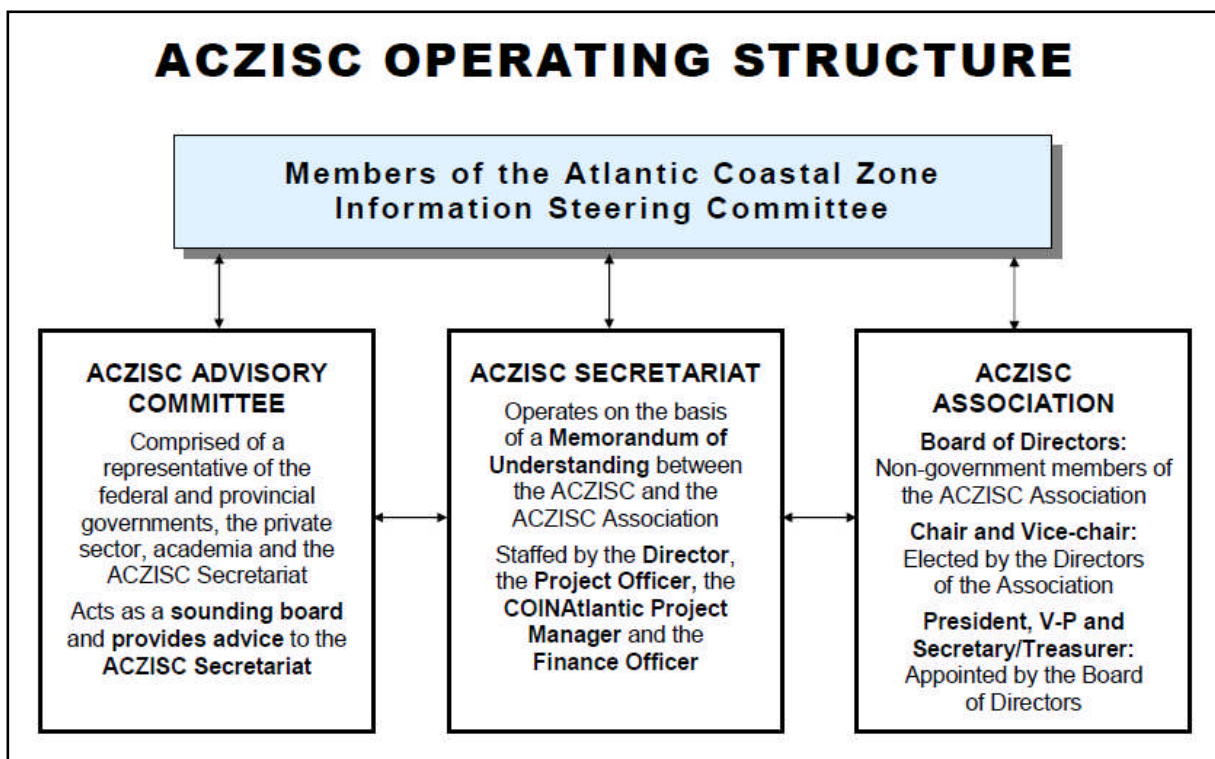 ACZISC OPERATING STRUCTURE
Members of the Atlantic Coastal Zone
Information Steering Committee
ACZISC ADVISORY
COMMITTEE
Comprised of a
representative of the
federal and provincial
governments, the private
sector, academia and the
ACZISC Secretariat
Acts as a sounding board
and provides advice to the
ACZISC Secretariat
ACZISC SECRETARIAT
Operates on the basis
of a Memorandum of
Understanding between
the ACZISC and the
ACZISC Association
Staffed by the Director,
the Project Officer, the
COINAtlantic Project
Manager and the
Finance Officer
ACZISC
ASSOCIATION
Board of Directors:
Non-government members of
the ACZISC Association
Chair and Vice-chair:
Elected by the Directors
of the Association
President, V-P and
Secretary/Treasurer:
Appointed by the Board
of Directors